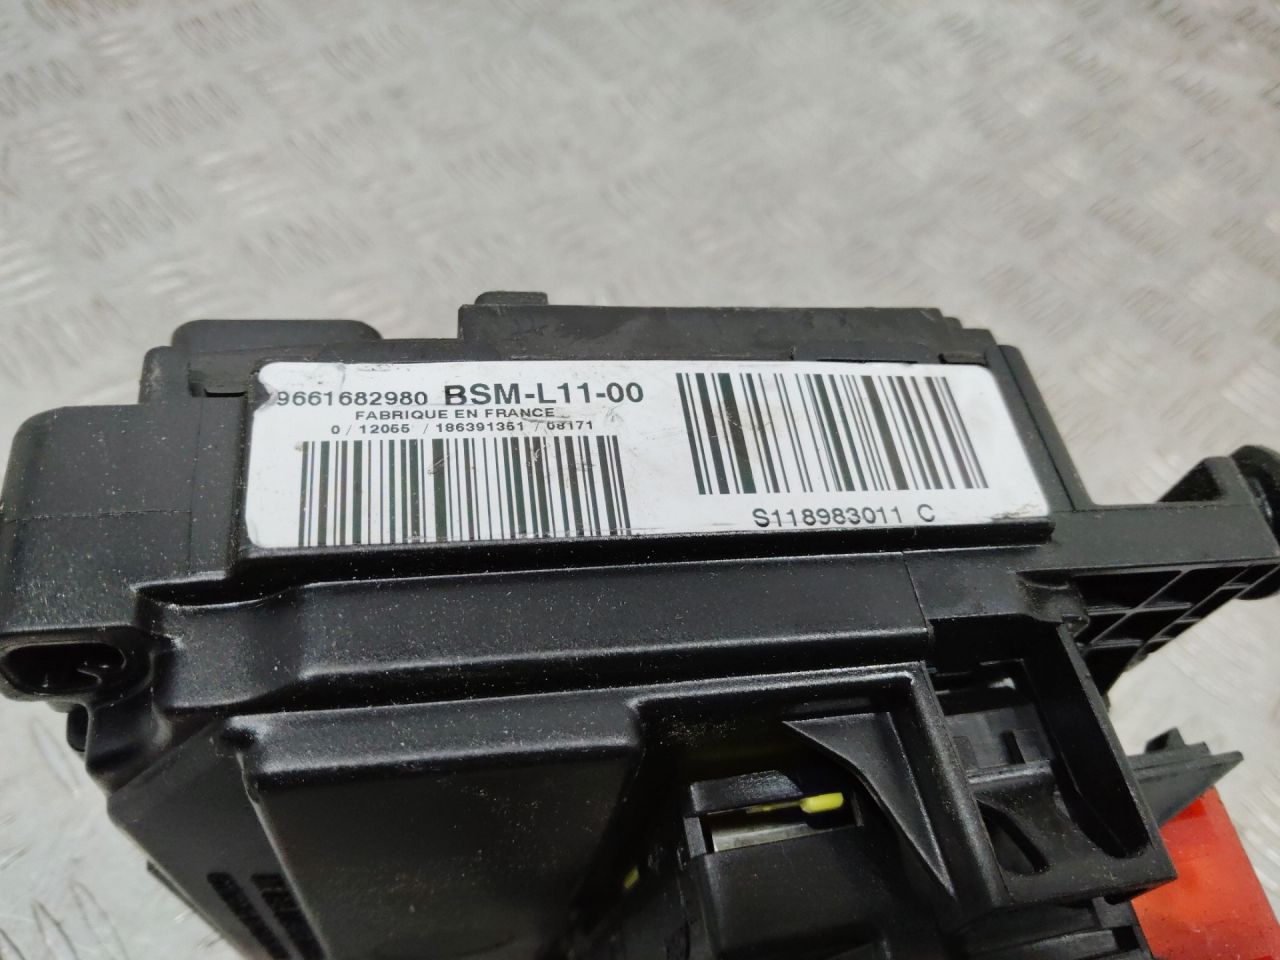 9661682980 BSM-L11-00
FABRIQUE EN FRANCE
0 / 12055 / 186391351 / 08171
S118983011 C